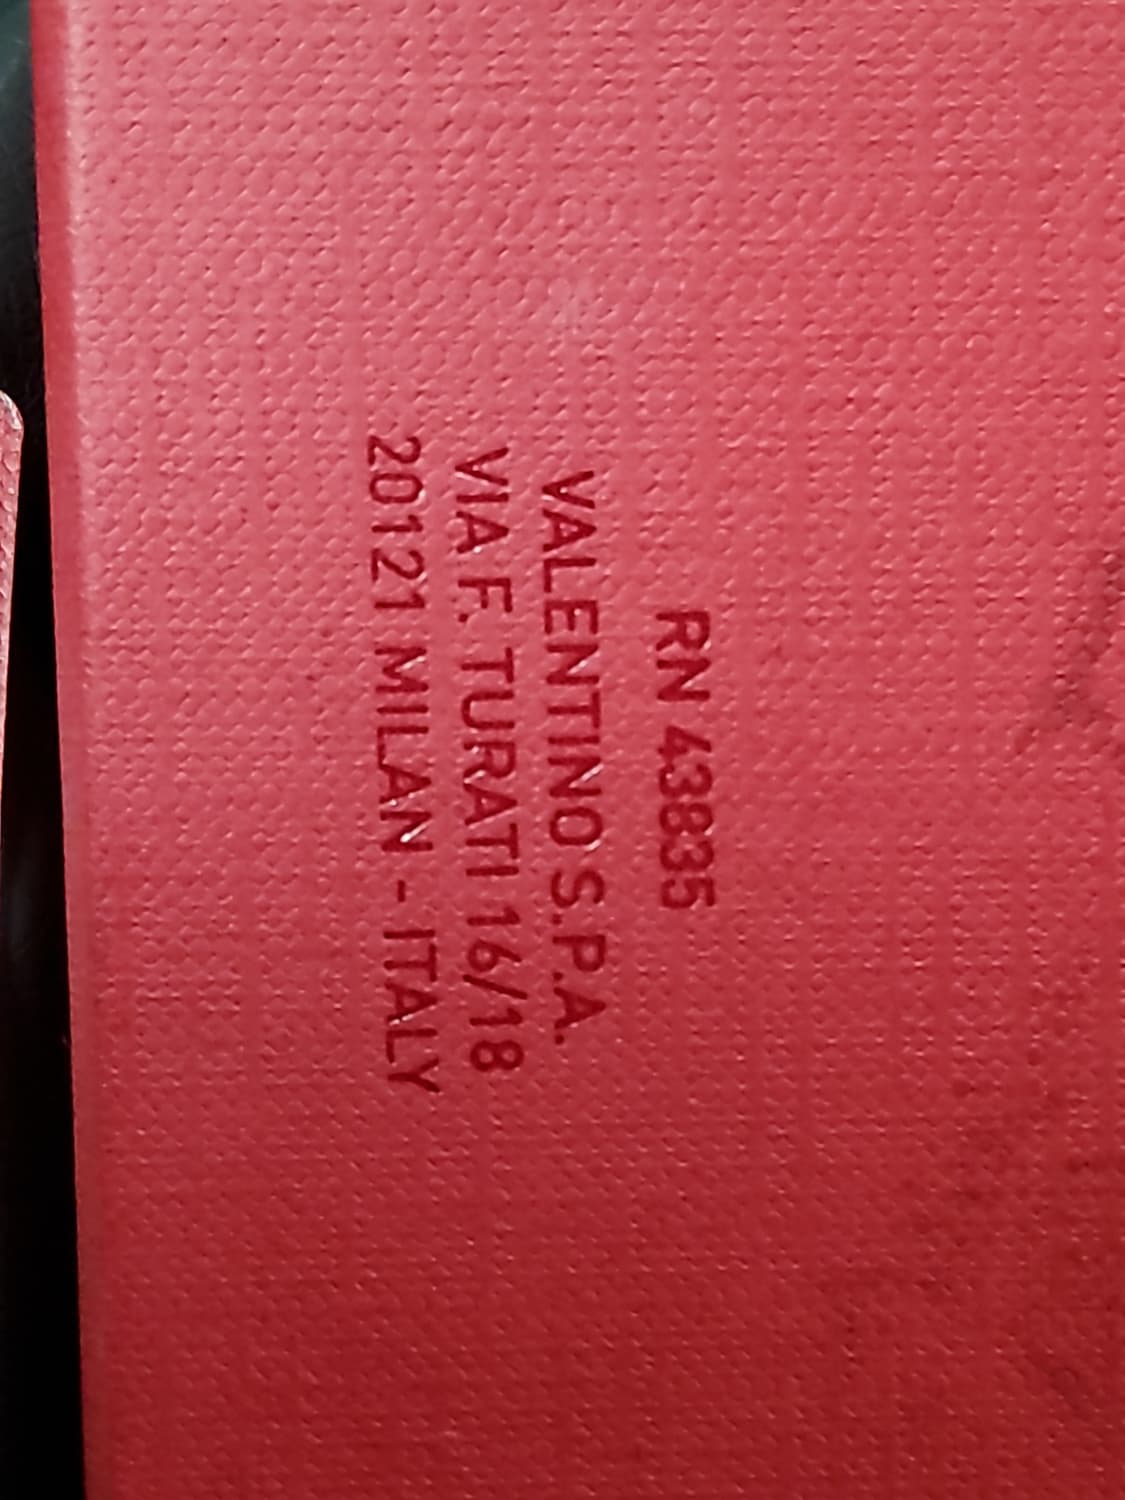 RN 43835
VALENTINO S.P.A.
VIA F. TURATI 16/18
20121 MILAN - ITALY